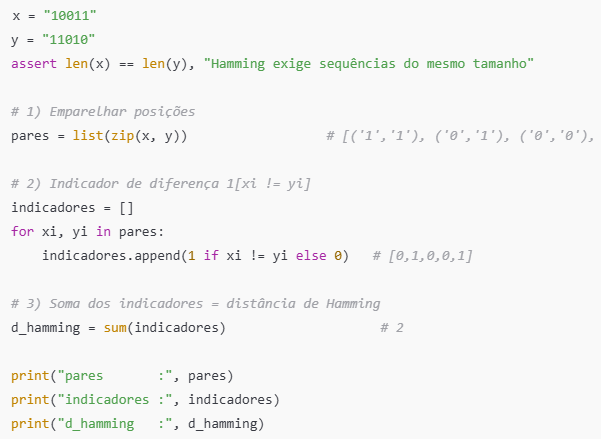 x = "10011"
y = "11010"
assert len(x) == len(y), "Hamming exige sequências do mesmo tamanho"
# 1) Emparelhar posições
pares = list(zip(x, y))                  # [('1','1'), ('0','1'), ('0','0'),
# 2) Indicador de diferença 1[xi != yi]
indicadores = []
for xi, yi in pares:
    indicadores.append(1 if xi != yi else 0)   # [0,1,0,0,1]
# 3) Soma dos indicadores = distância de Hamming
d_hamming = sum(indicadores)                    # 2
print("pares       :", pares)
print("indicadores :", indicadores)
print("d_hamming   :", d_hamming)